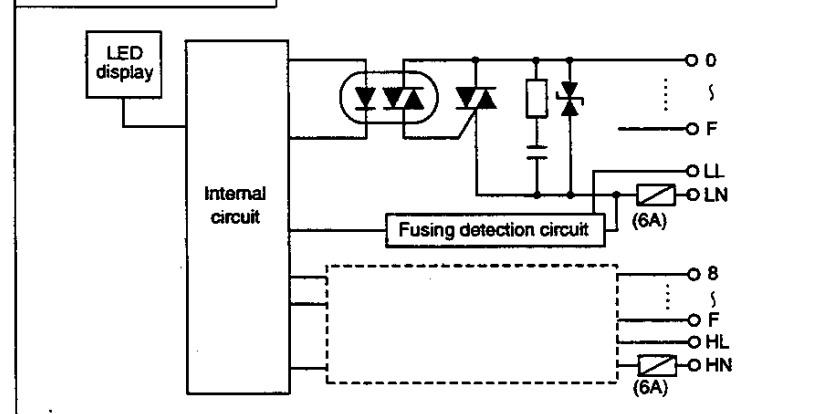 LED
display
0
~
F
LL
LN
(6A)
Internal
circuit
Fusing detection circuit
8
~
F
HL
HN
(6A)